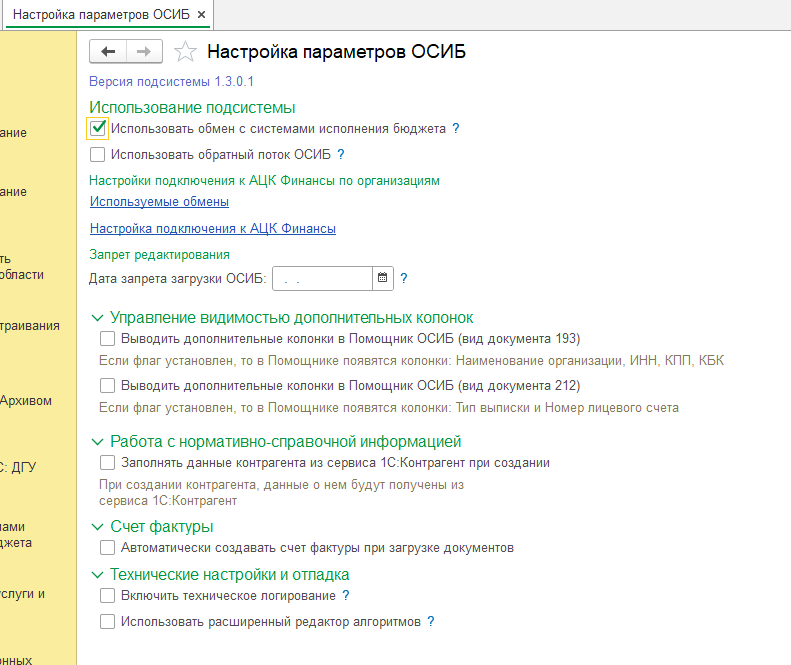 Настройка параметров ОСИБ ×
Настройка параметров ОСИБ
Версия подсистемы 1.3.0.1
Использование подсистемы
Использовать обмен с системами исполнения бюджета ?
Использовать обратный поток ОСИБ ?
Настройки подключения к АЦК Финансы по организациям
Используемые обмены
Настройка подключения к АЦК Финансы
Запрет редактирования
Дата запрета загрузки ОСИБ: . . ?
Управление видимостью дополнительных колонок
Выводить дополнительные колонки в Помощник ОСИБ (вид документа 193)
Если флаг установлен, то в Помощнике появятся колонки: Наименование организации, ИНН, КПП, КБК
Выводить дополнительные колонки в Помощник ОСИБ (вид документа 212)
Если флаг установлен, то в Помощнике появятся колонки: Тип выписки и Номер лицевого счета
Работа с нормативно-справочной информацией
Заполнять данные контрагента из сервиса 1С:Контрагент при создании
При создании контрагента, данные о нем будут получены из
сервиса 1С:Контрагент
Счет фактуры
Автоматически создавать счет фактуры при загрузке документов
Технические настройки и отладка
Включить техническое логирование ?
Использовать расширенный редактор алгоритмов ?
ание
ание
ть
области
траивания
Архивом
С: ДГУ
мами
джета
услуги и
онных